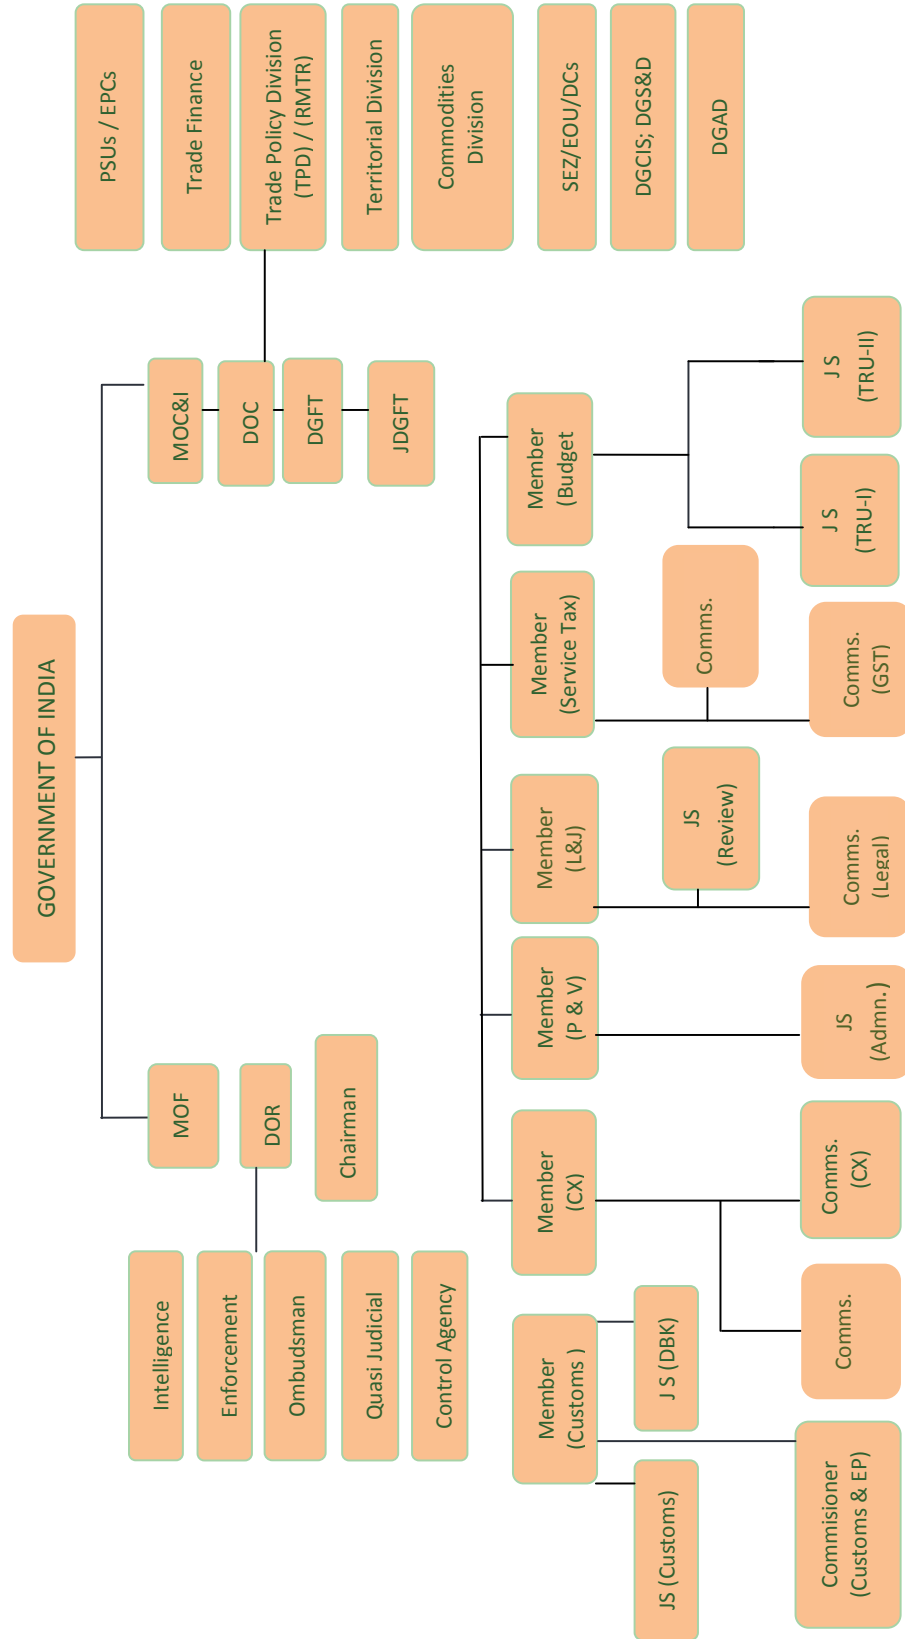 GOVERNMENT OF INDIA
MOF
MOC&I
DOR
DOC
Chairman
DGFT
JDGFT
Intelligence
Enforcement
Ombudsman
Quasi Judicial
Control Agency
PSUs / EPCs
Trade Finance
Trade Policy Division
(TPD) / (RMTR)
Territorial Division
Commodities
Division
SEZ/EOU/DCs
DGCIS; DGS&D
DGAD
Member
(Customs )
Member
(CX)
Member
(P & V)
Member
(L&J)
Member
(Service Tax)
Member
(Budget
JS (Customs)
J S (DBK)
JS
(Review)
Comms.
Commisioner
(Customs & EP)
Comms.
Comms.
(CX)
JS
(Admn.)
Comms.
(Legal)
Comms.
(GST)
J S
(TRU-I)
J S
(TRU-II)